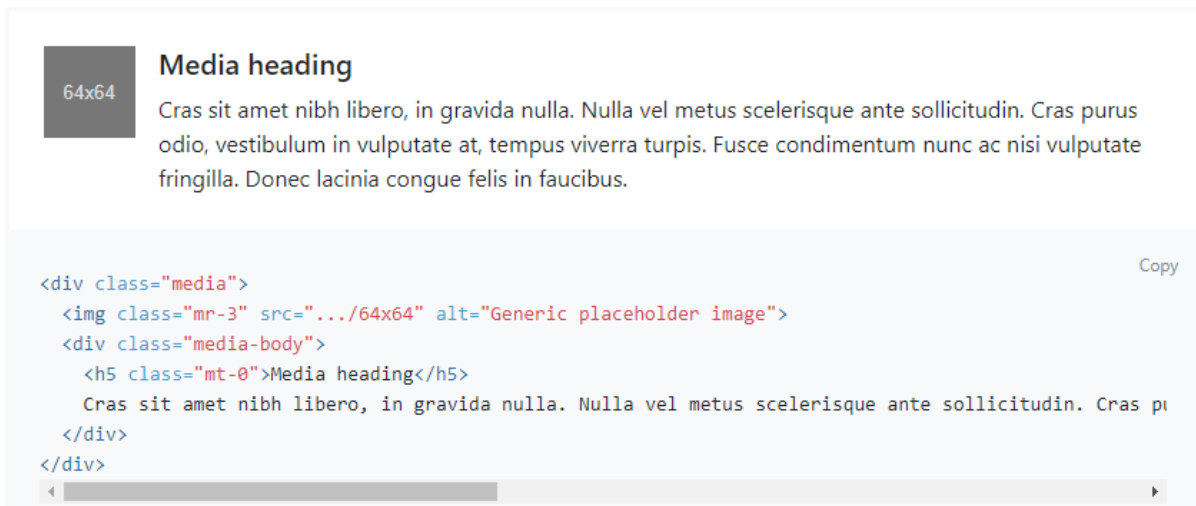 64x64
Media heading
Cras sit amet nibh libero, in gravida nulla. Nulla vel metus scelerisque ante sollicitudin. Cras purus
odio, vestibulum in vulputate at, tempus viverra turpis. Fusce condimentum nunc ac nisi vulputate
fringilla. Donec lacinia congue felis in faucibus.
Copy
<div class="media">
  <img class="mr-3" src=".../64x64" alt="Generic placeholder image">
  <div class="media-body">
    <h5 class="mt-0">Media heading</h5>
    Cras sit amet nibh libero, in gravida nulla. Nulla vel metus scelerisque ante sollicitudin. Cras
  </div>
</div>